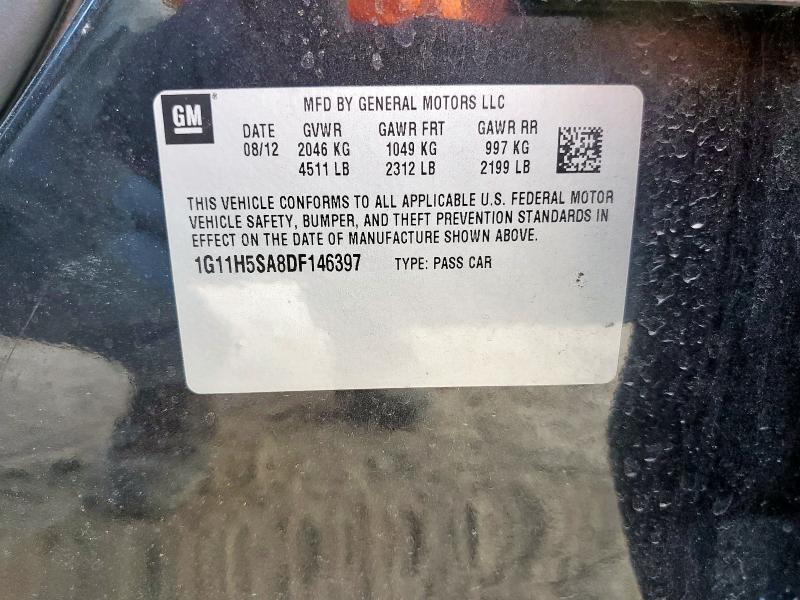 GM®
MFD BY GENERAL MOTORS LLC
DATE GVWR GAWR FRT GAWR RR
08/12 2046 KG 1049 KG 997 KG
4511 LB 2312 LB 2199 LB
THIS VEHICLE CONFORMS TO ALL APPLICABLE U.S. FEDERAL MOTOR
VEHICLE SAFETY, BUMPER, AND THEFT PREVENTION STANDARDS IN
EFFECT ON THE DATE OF MANUFACTURE SHOWN ABOVE.
1G11H5SA8DF146397 TYPE: PASS CAR